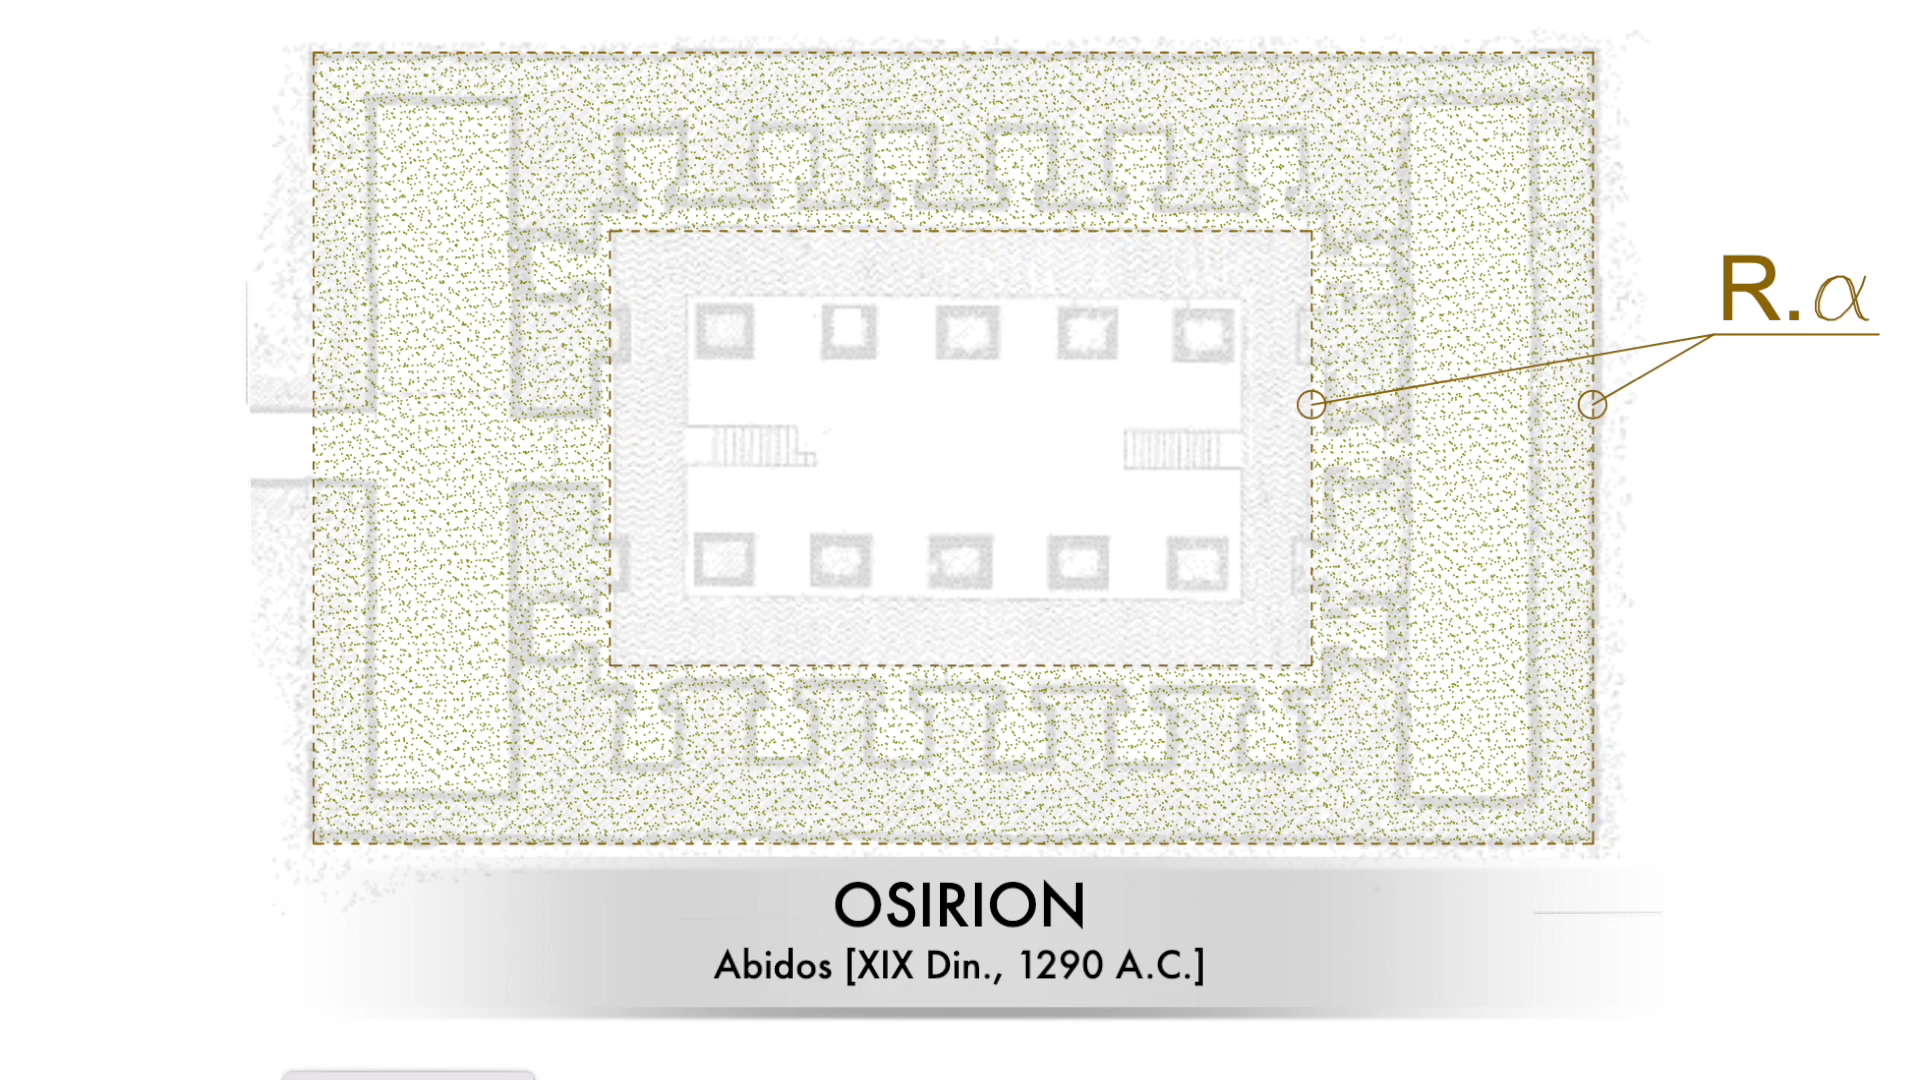 R.α
OSIRION
Abidos [XIX Din., 1290 A.C.]